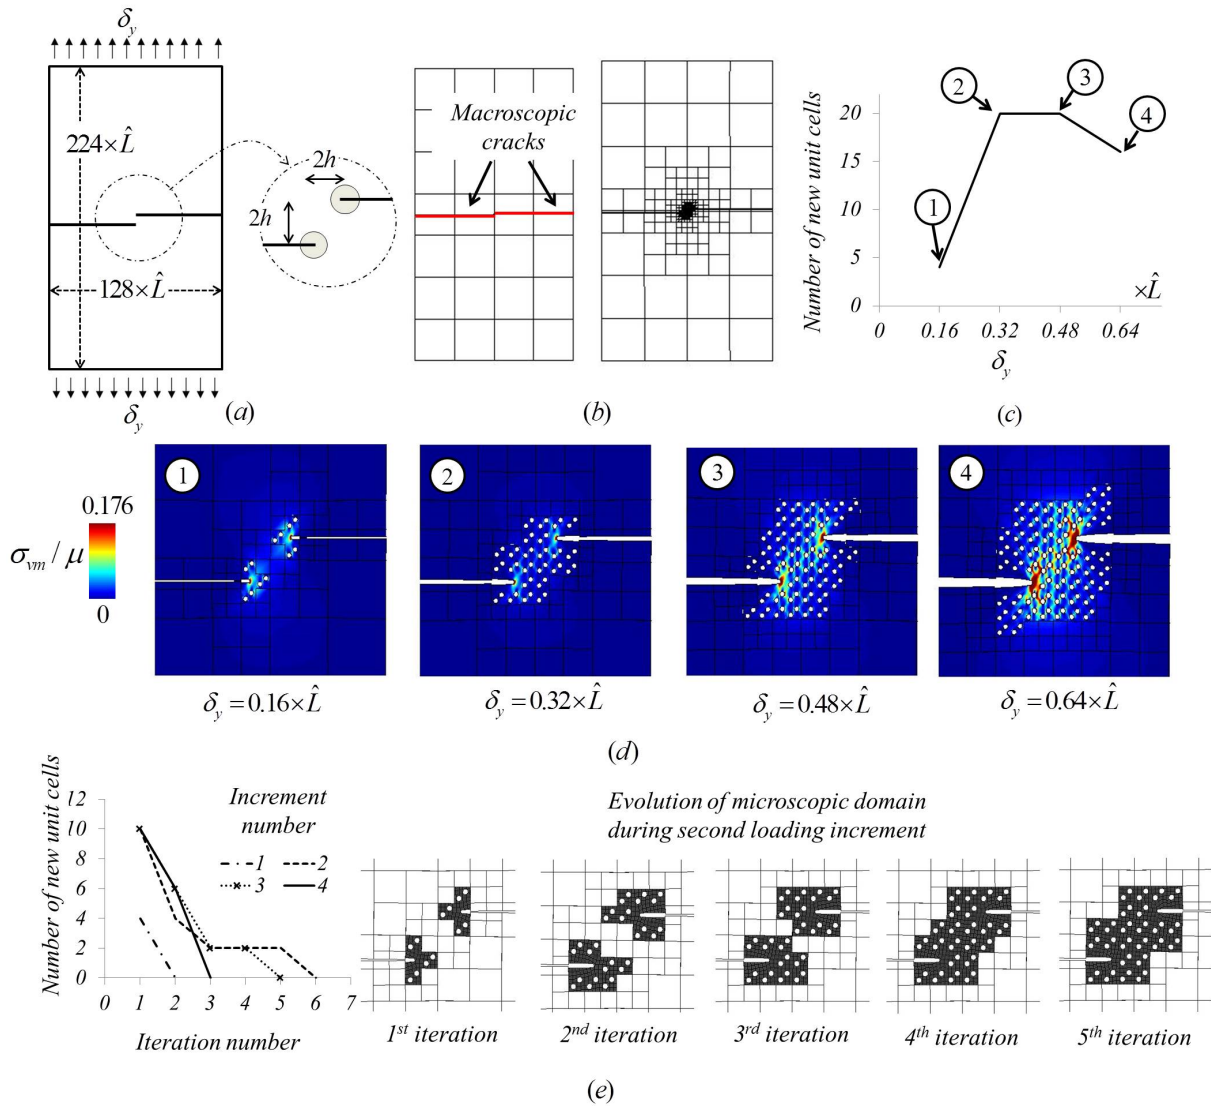 δy
224×L̂
128×L̂
2h
2h
δy
(a)
Macroscopic
cracks
(b)
Number of new unit cells
20
15
10
5
0
0 0.16 0.32 0.48 0.64
×L̂
δy
1
2
3
4
(c)
0.176
σvm / μ
0
1
2
3
4
δy = 0.16×L̂
δy = 0.32×L̂
δy = 0.48×L̂
δy = 0.64×L̂
(d)
Number of new unit cells
12
10
8
6
4
2
0
0 1 2 3 4 5 6 7
Iteration number
Increment
number
1 2
3 4
Evolution of microscopic domain
during second loading increment
1st iteration
2nd iteration
3rd iteration
4th iteration
5th iteration
(e)